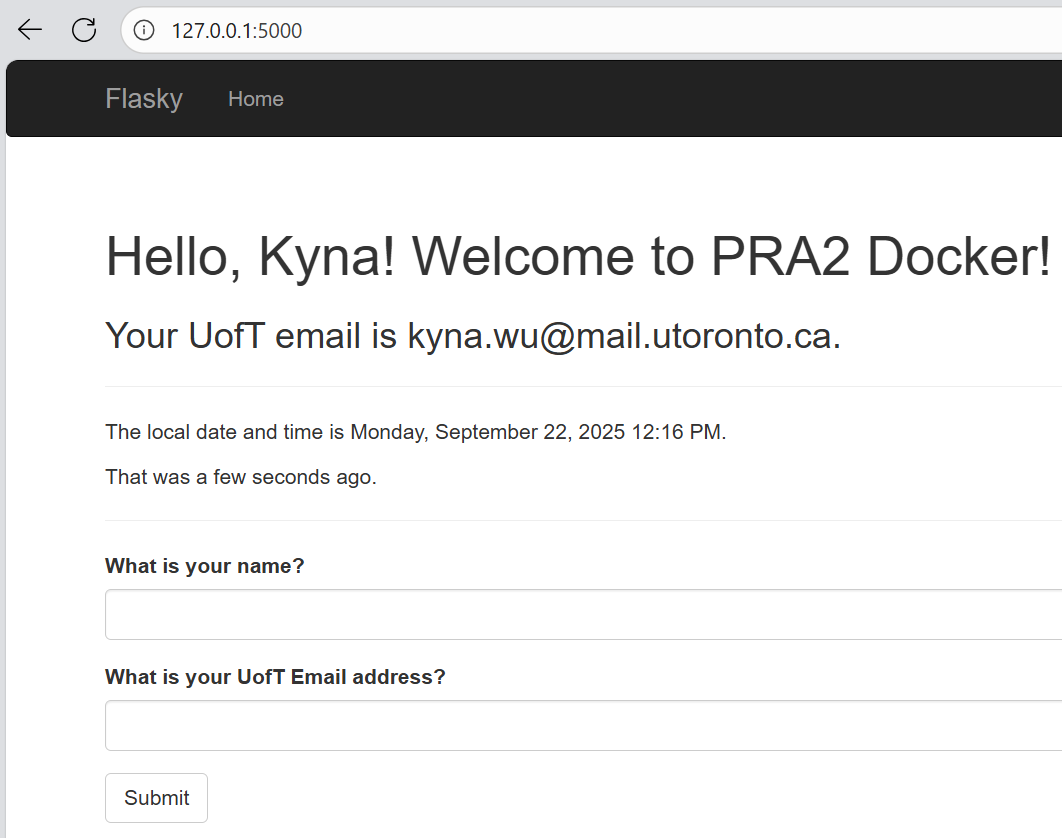 127.0.0.1:5000
Flasky Home
Hello, Kyna! Welcome to PRA2 Docker!
Your UofT email is kyna.wu@mail.utoronto.ca.
The local date and time is Monday, September 22, 2025 12:16 PM.
That was a few seconds ago.
What is your name?
What is your UofT Email address?
Submit